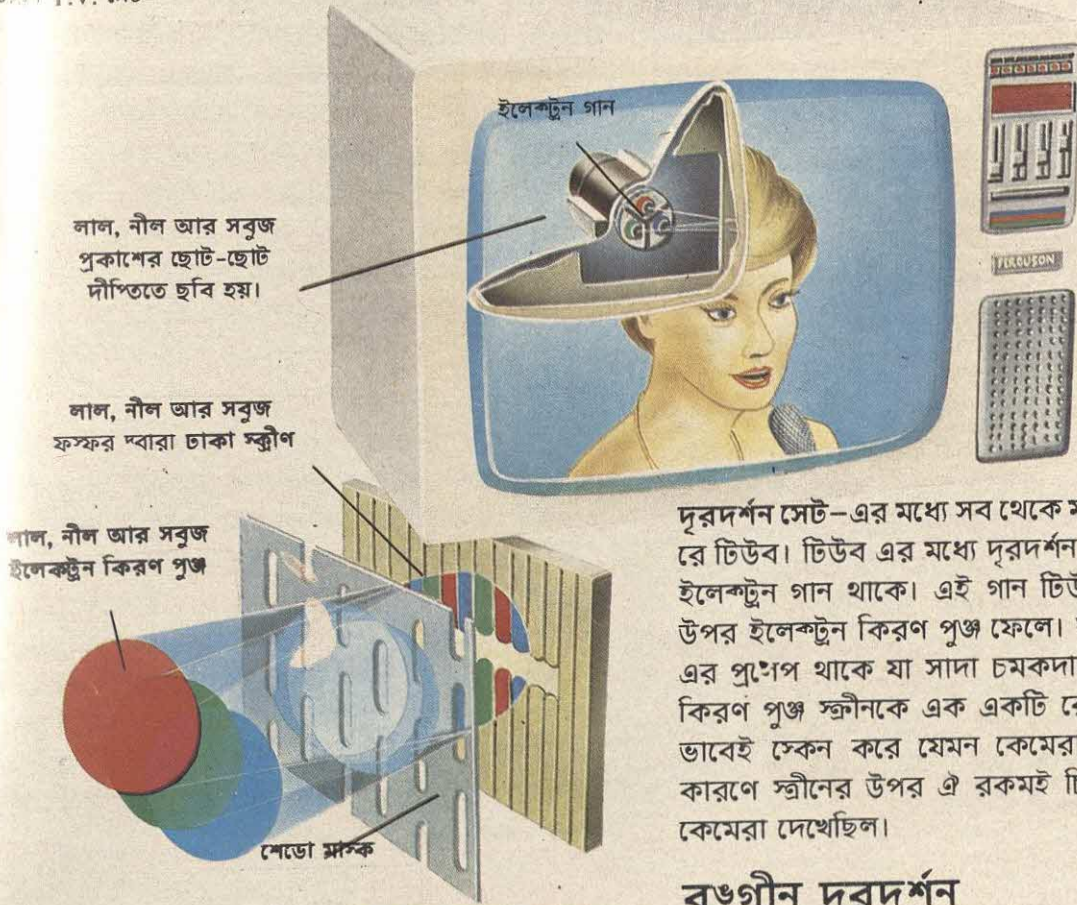 ইলেক্ট্রন গান
লাল, নীল আর সবুজ
প্রকাশের ছোট-ছোট
দীপ্তিতে ছবি হয়।
FERGUSON
লাল, নীল আর সবুজ
ফস্ফর দ্বারা ঢাকা স্ক্রীণ
লাল, নীল আর সবুজ
ইলেকট্রন কিরণ পুঞ্জ
শেডো মাস্ক
দূরদর্শন সেট-এর মধ্যে সব থেকে
রে টিউব। টিউব এর মধ্যে দূরদর্শন
ইলেক্ট্রন গান থাকে। এই গান
উপর ইলেক্ট্রন কিরণ পুঞ্জ ফেলে।
এর প্রলেপ থাকে যা সাদা
কিরণ পুঞ্জ স্ক্রীনকে এক একটি
ভাবেই স্কেন করে যেমন
কারণে স্ক্রীনের উপর ঐ রকমই
কেমেরা দেখেছিল।
রঙগীন দূরদর্শন